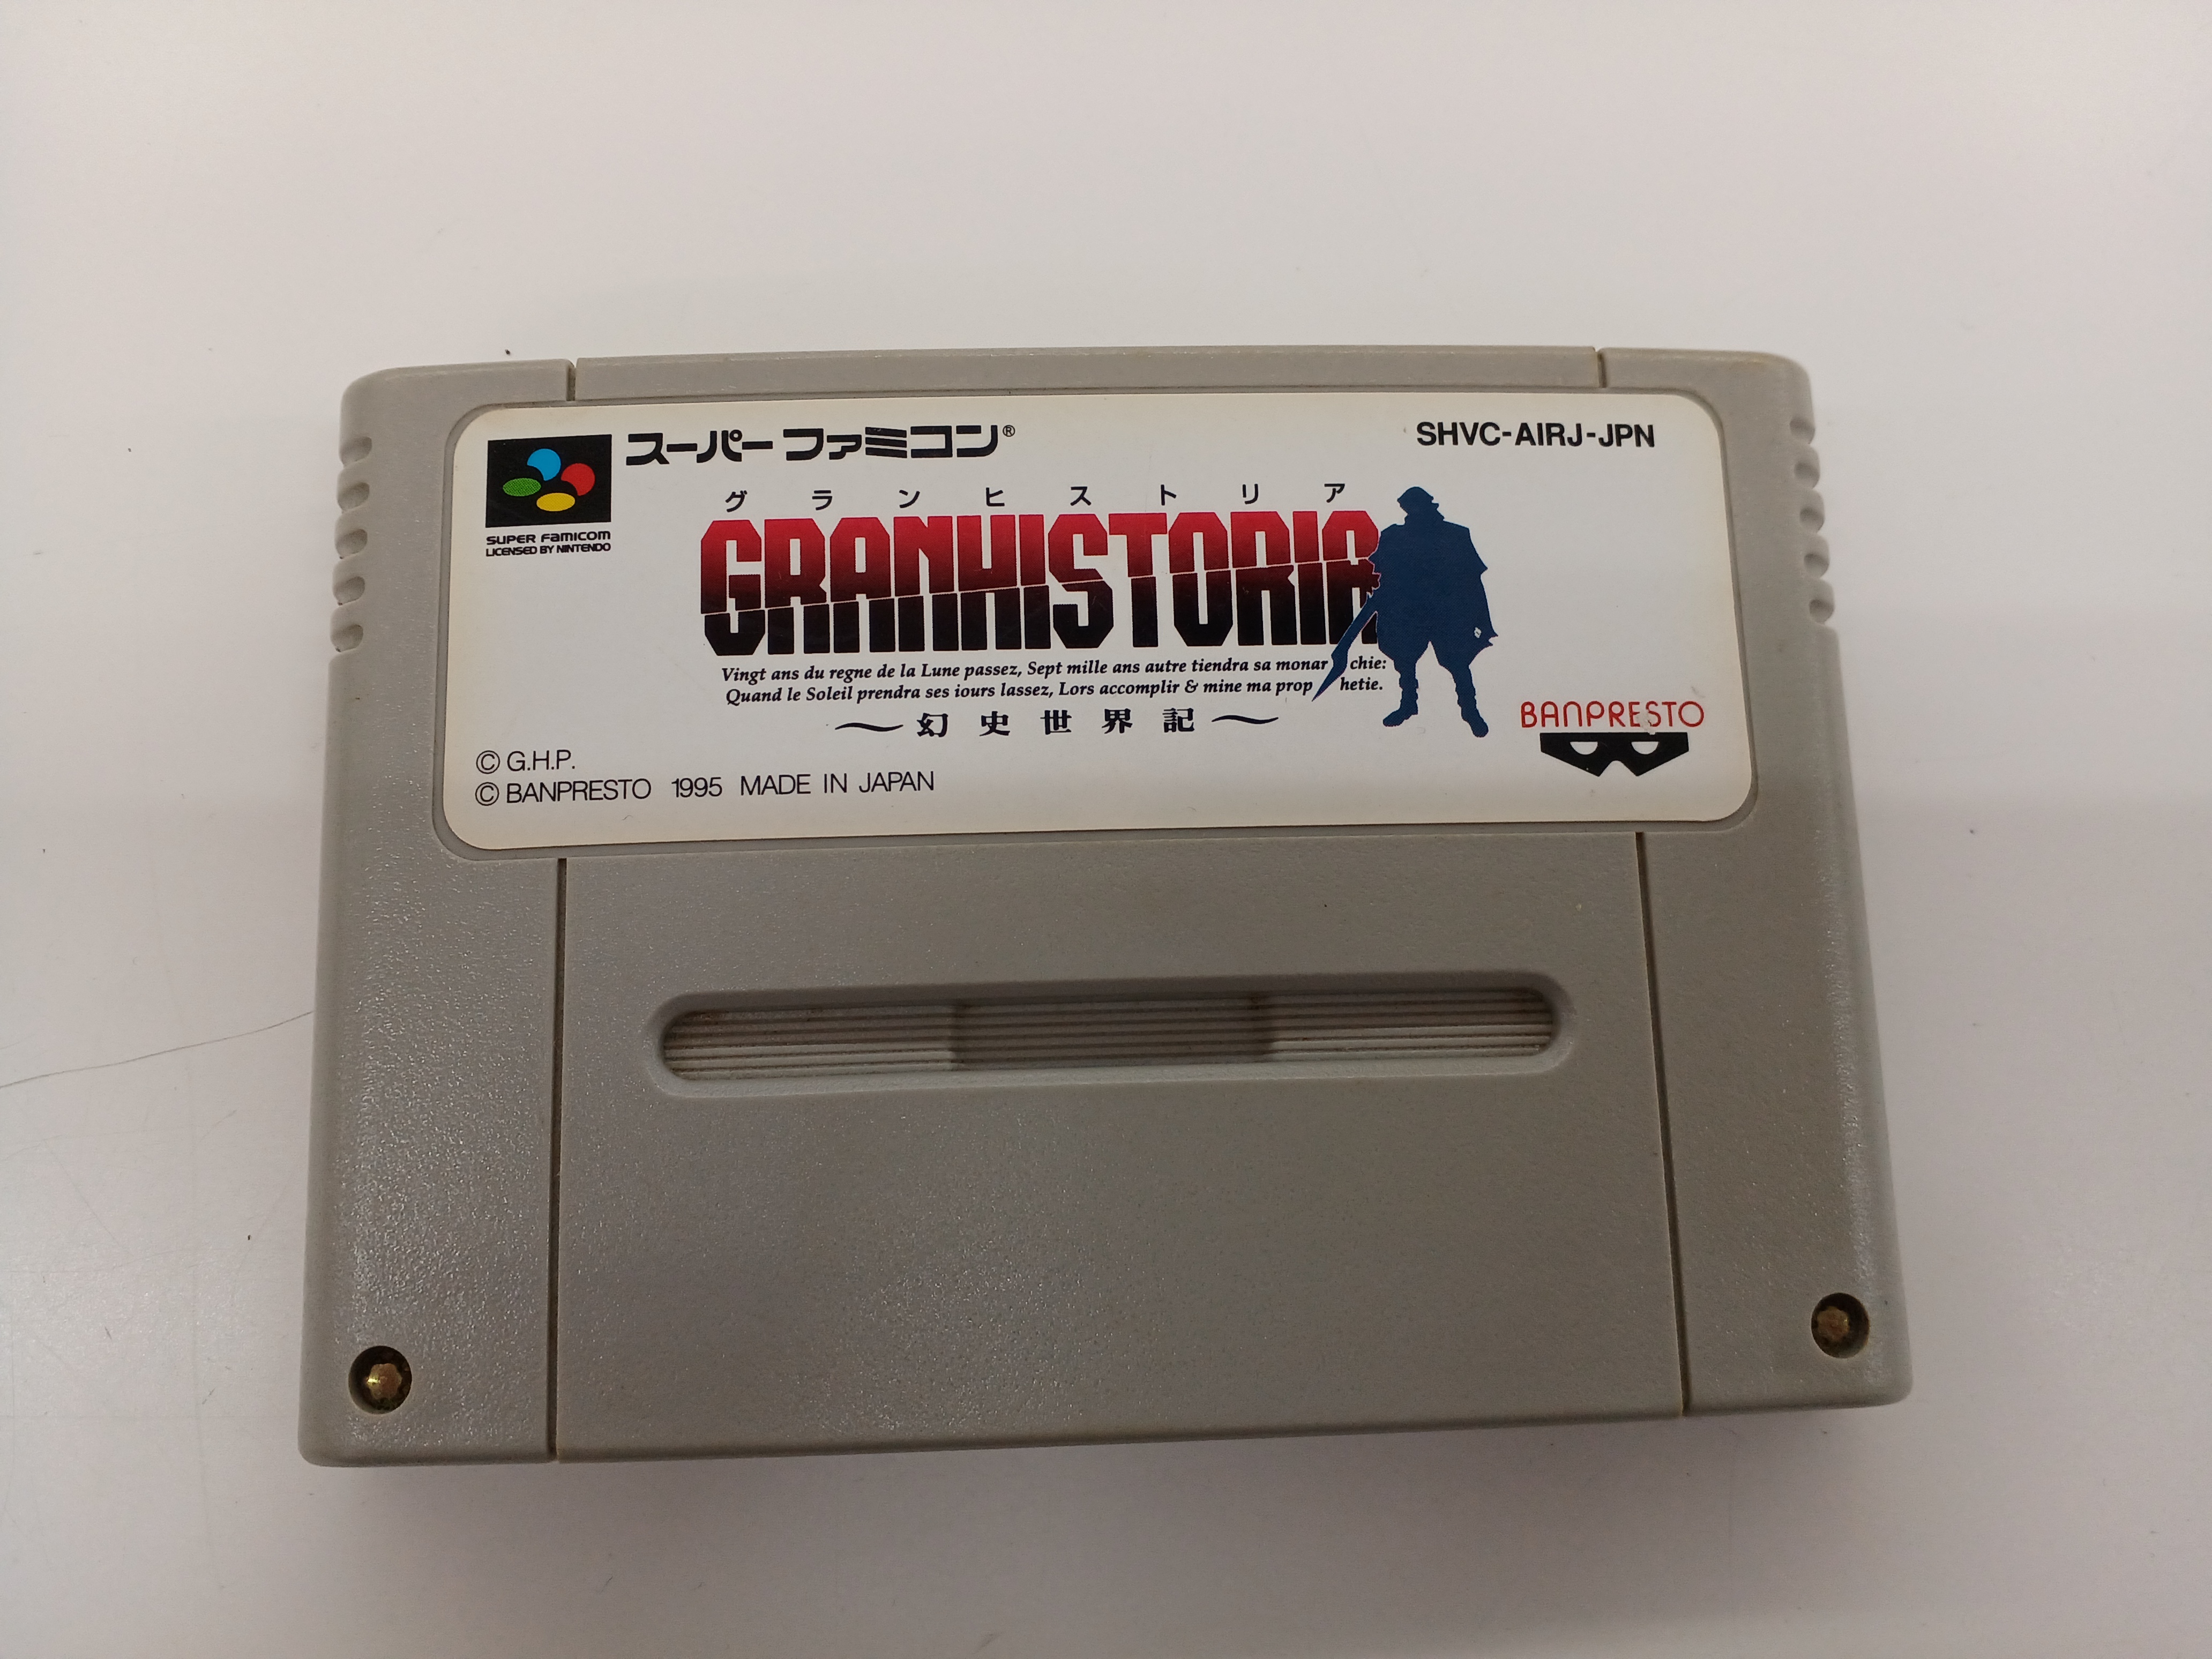 スーパーファミコン®
SHVC-AIRJ-JPN
SUPER FAMICOM
LICENSED BY NINTENDO
グランヒストリア
GRANHISTORIA
Vingt ans du regne de la Lune passez, Sept mille ans autre tiendra sa monar chie:
Quand le Soleil prendra ses iours lassez, Lors accomplir & mine ma prop hetie.
～幻史世界記～
BANPRESTO
© G.H.P.
© BANPRESTO 1995 MADE IN JAPAN